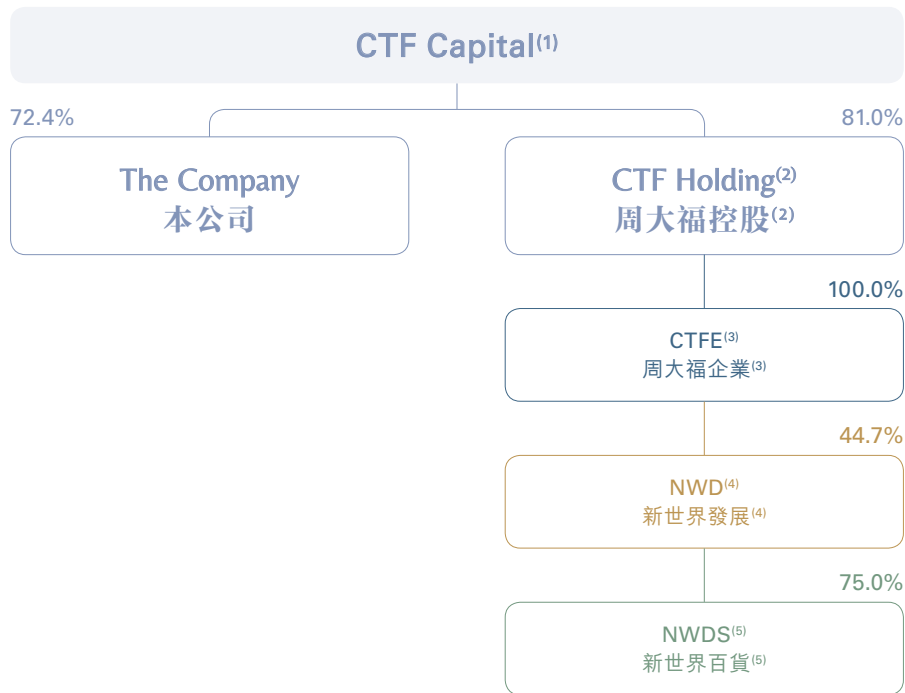 CTF Capital(1)
72.4%
81.0%
The Company
本公司
CTF Holding(2)
周大福控股(2)
100.0%
CTFE(3)
周大福企業(3)
44.7%
NWD(4)
新世界發展(4)
75.0%
NWDS(5)
新世界百貨(5)